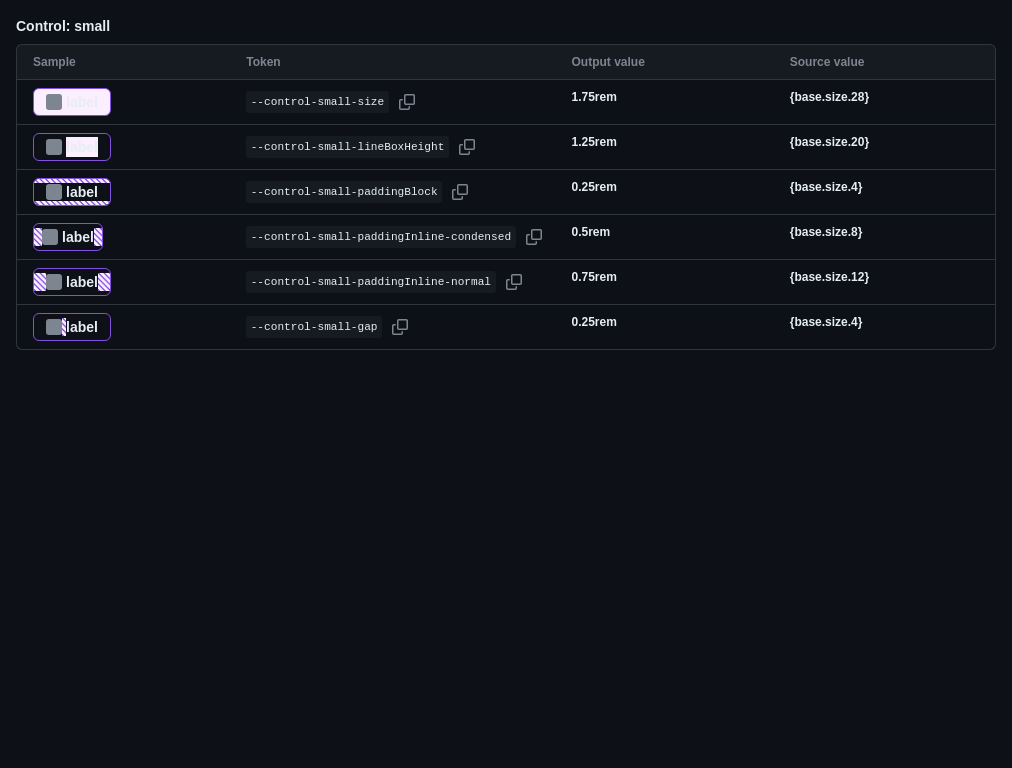 Control: small
Sample Token Output value Source value
label --control-small-size 1.75rem {base.size.28}
label --control-small-lineBoxHeight 1.25rem {base.size.20}
label --control-small-paddingBlock 0.25rem {base.size.4}
label --control-small-paddingInline-condensed 0.5rem {base.size.8}
label --control-small-paddingInline-normal 0.75rem {base.size.12}
label --control-small-gap 0.25rem {base.size.4}